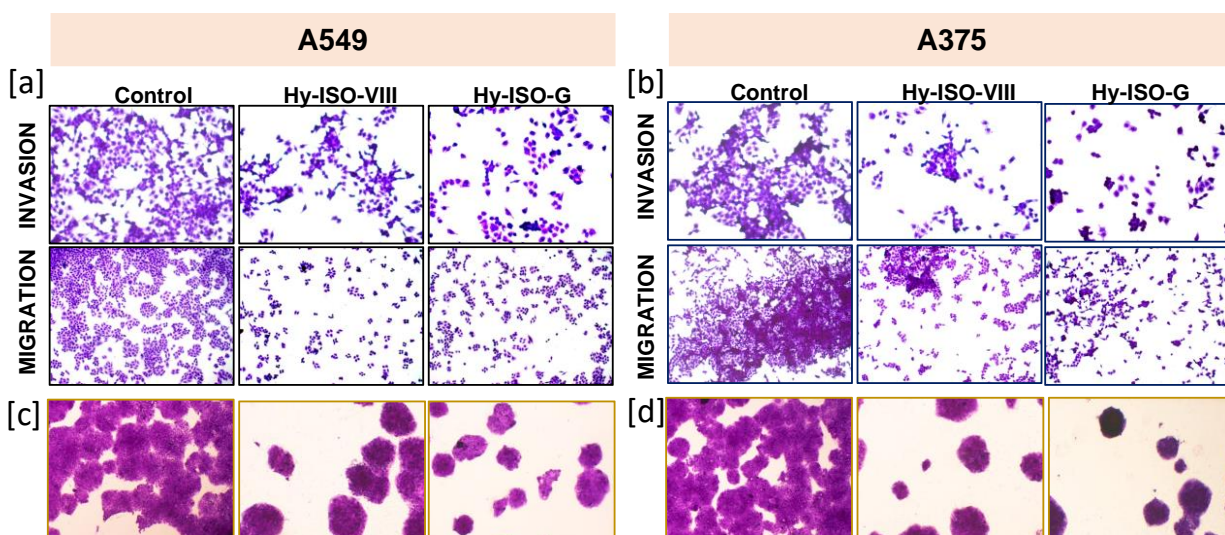 A549
A375
[a]
Control
Hy-ISO-VIII
Hy-ISO-G
INVASION
MIGRATION
[b]
Control
Hy-ISO-VIII
Hy-ISO-G
INVASION
MIGRATION
[c]
[d]